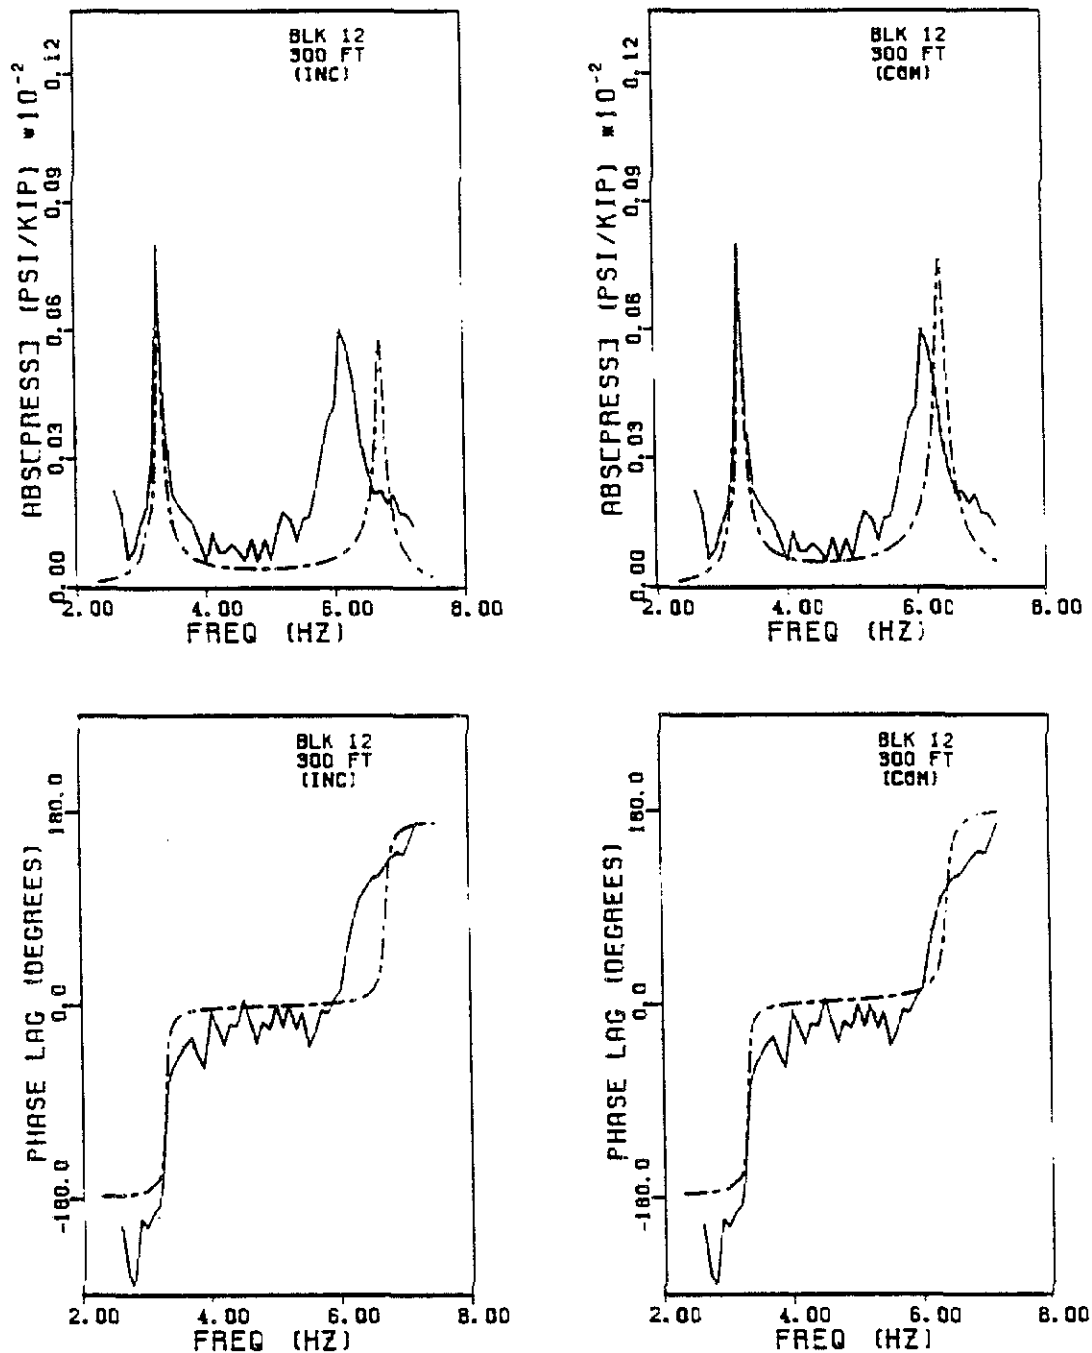 BLK 12
300 FT
(INC)
ABS[PRESS] (PSI/KIP) *10-2
0.12
0.09
0.06
0.03
0.00
2.00 4.00 6.00 8.00
FREQ (HZ)
BLK 12
300 FT
(COM)
ABS[PRESS] (PSI/KIP) *10-2
0.12
0.09
0.06
0.03
0.00
2.00 4.00 6.00 8.00
FREQ (HZ)
BLK 12
300 FT
(INC)
PHASE LAG (DEGREES)
180.0
0.0
-180.0
2.00 4.00 6.00 8.00
FREQ (HZ)
BLK 12
300 FT
(COM)
PHASE LAG (DEGREES)
180.0
0.0
-180.0
2.00 4.00 6.00 8.00
FREQ (HZ)